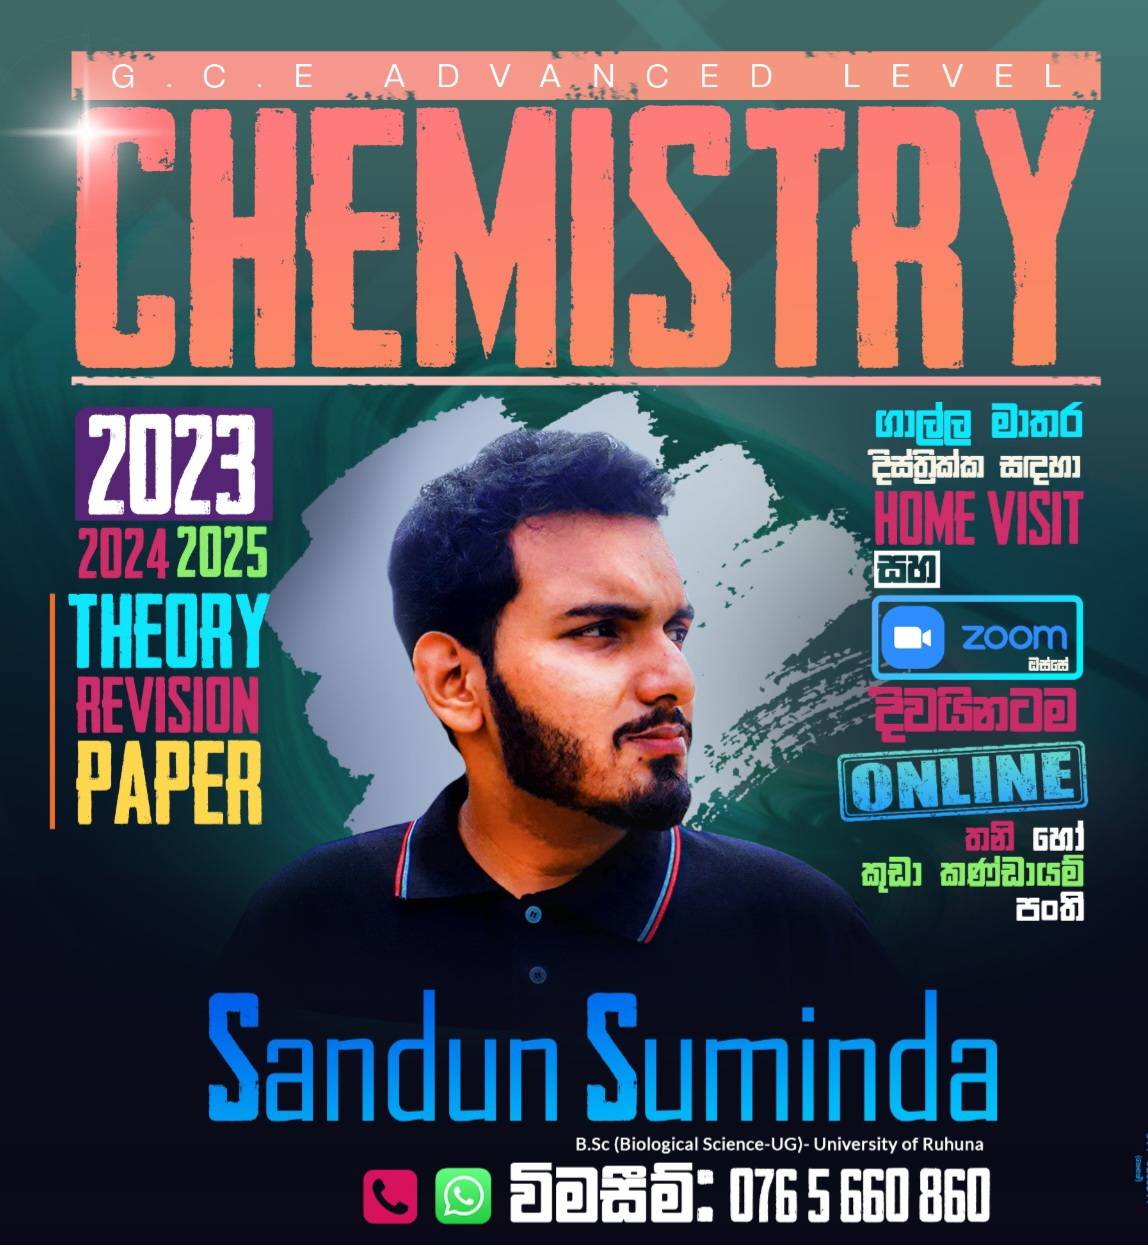 G.C.E ADVANCED LEVEL
CHEMISTRY
2023
2024 2025
THEORY
REVISION
PAPER
ගාල්ල මාතර
දිස්ත්‍රික්ක සඳහා
HOME VISIT
සහ
zoom
ඔස්සේ
දිවයිනටම
ONLINE
තනි හෝ
කුඩා කණ්ඩායම්
පංති
Sandun Suminda
B.Sc (Biological Science-UG)- University of Ruhuna
විමසීම්: 076 5 660 860